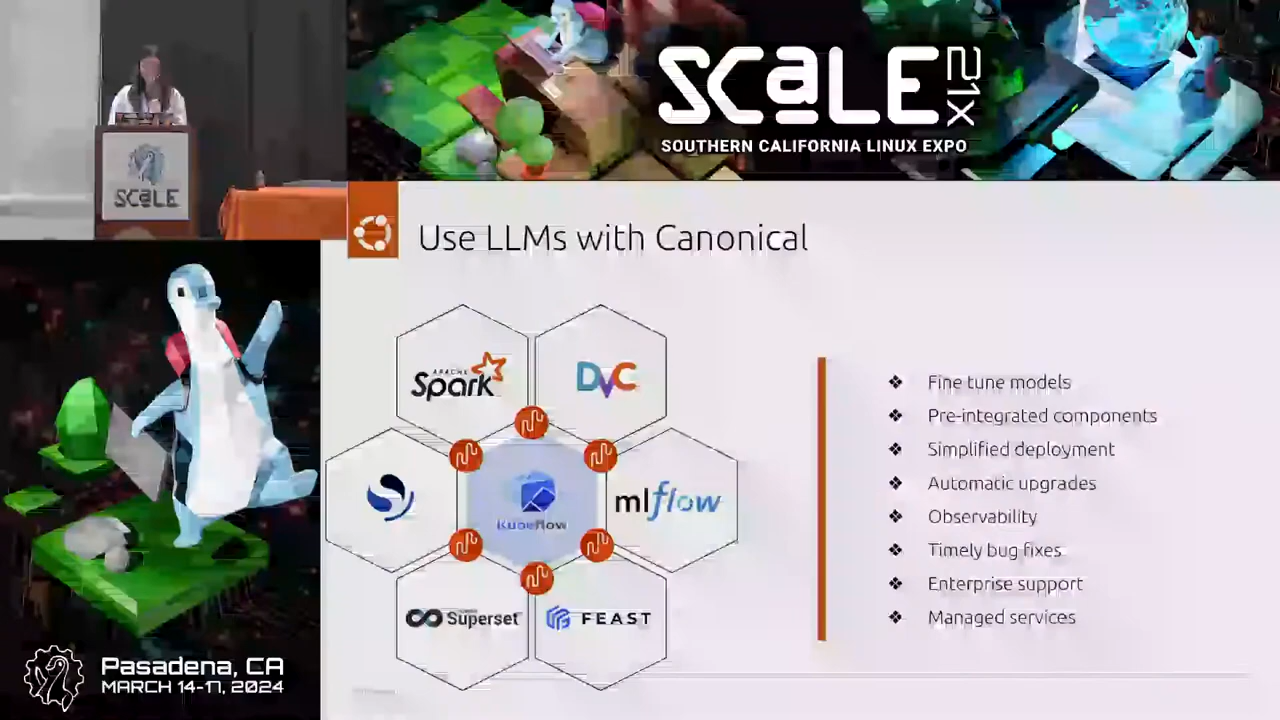 SCaLE 21X
SOUTHERN CALIFORNIA LINUX EXPO
SCaLE
Use LLMs with Canonical
APACHE
Spark
DVC
Kubeflow
mlflow
Superset
FEAST
❖ Fine tune models
❖ Pre-integrated components
❖ Simplified deployment
❖ Automatic upgrades
❖ Observability
❖ Timely bug fixes
❖ Enterprise support
❖ Managed services
Pasadena, CA
MARCH 14-17, 2024